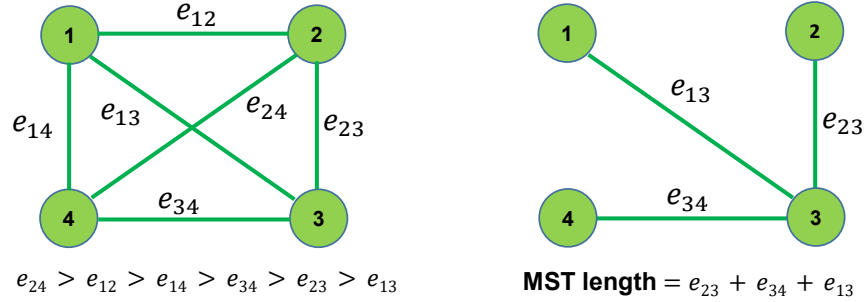 e₁₂
1
2
1
2
e₁₄
e₁₃
e₂₄
e₂₃
e₁₃
e₂₃
4
e₃₄
3
4
e₃₄
3
e₂₄ > e₁₂ > e₁₄ > e₃₄ > e₂₃ > e₁₃
MST length = e₂₃ + e₃₄ + e₁₃